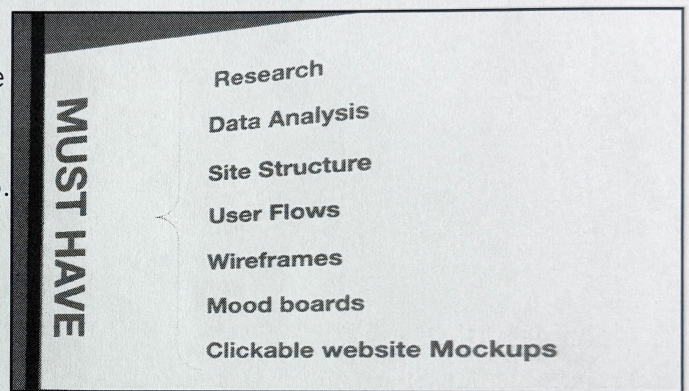 MUST HAVE
Research
Data Analysis
Site Structure
User Flows
Wireframes
Mood boards
Clickable website Mockups